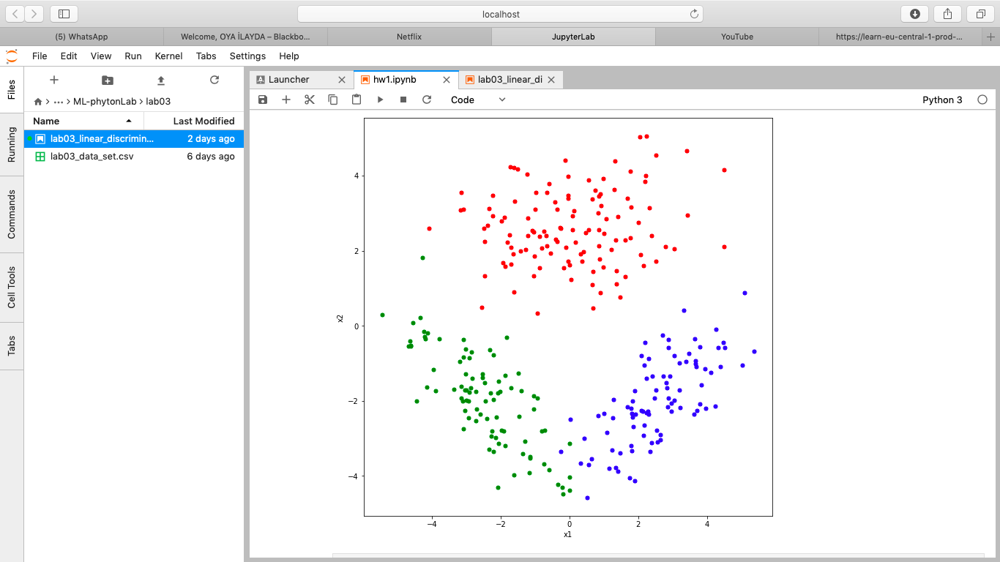 localhost
(5) WhatsApp
Welcome, OYA İLAYDA – Blackbo...
Netflix
JupyterLab
YouTube
https://learn-eu-central-1-prod-...
File Edit View Run Kernel Tabs Settings Help
Files
Running
Commands
Cell Tools
Tabs
... > ML-phytonLab > lab03
Name Last Modified
lab03_linear_discrimin... 2 days ago
lab03_data_set.csv 6 days ago
Launcher
hw1.ipynb
lab03_linear_di
Code
Python 3
4
2
0
−2
−4
x2
−4 −2 0 2 4
x1